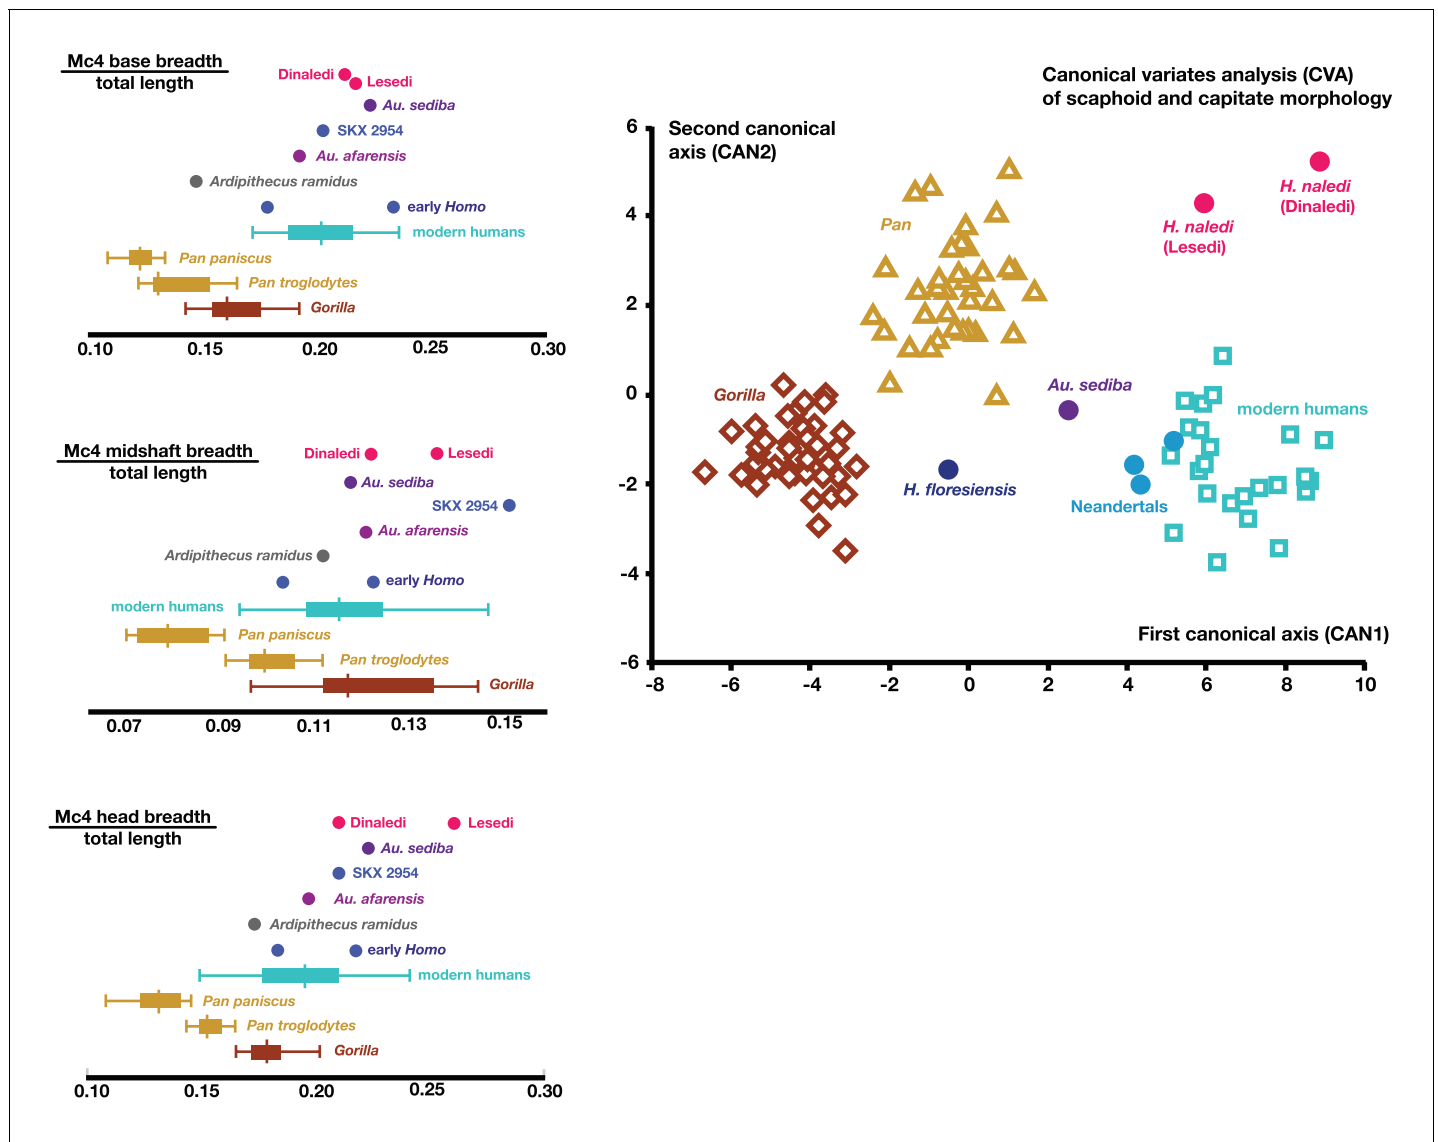 Mc4 base breadth
total length
Dinaledi
Lesedi
Au. sediba
SKX 2954
Au. afarensis
Ardipithecus ramidus
early Homo
modern humans
Pan paniscus
Pan troglodytes
Gorilla
0.10 0.15 0.20 0.25 0.30
Mc4 midshaft breadth
total length
Dinaledi
Lesedi
Au. sediba
SKX 2954
Au. afarensis
Ardipithecus ramidus
early Homo
modern humans
Pan paniscus
Pan troglodytes
Gorilla
0.07 0.09 0.11 0.13 0.15
Mc4 head breadth
total length
Dinaledi
Lesedi
Au. sediba
SKX 2954
Au. afarensis
Ardipithecus ramidus
early Homo
modern humans
Pan paniscus
Pan troglodytes
Gorilla
0.10 0.15 0.20 0.25 0.30
Canonical variates analysis (CVA)
of scaphoid and capitate morphology
Second canonical
axis (CAN2)
6
4
2
0
-2
-4
-6
Pan
H. naledi
(Dinaledi)
H. naledi
(Lesedi)
Gorilla
Au. sediba
modern humans
H. floresiensis
Neandertals
First canonical axis (CAN1)
-8 -6 -4 -2 0 2 4 6 8 10